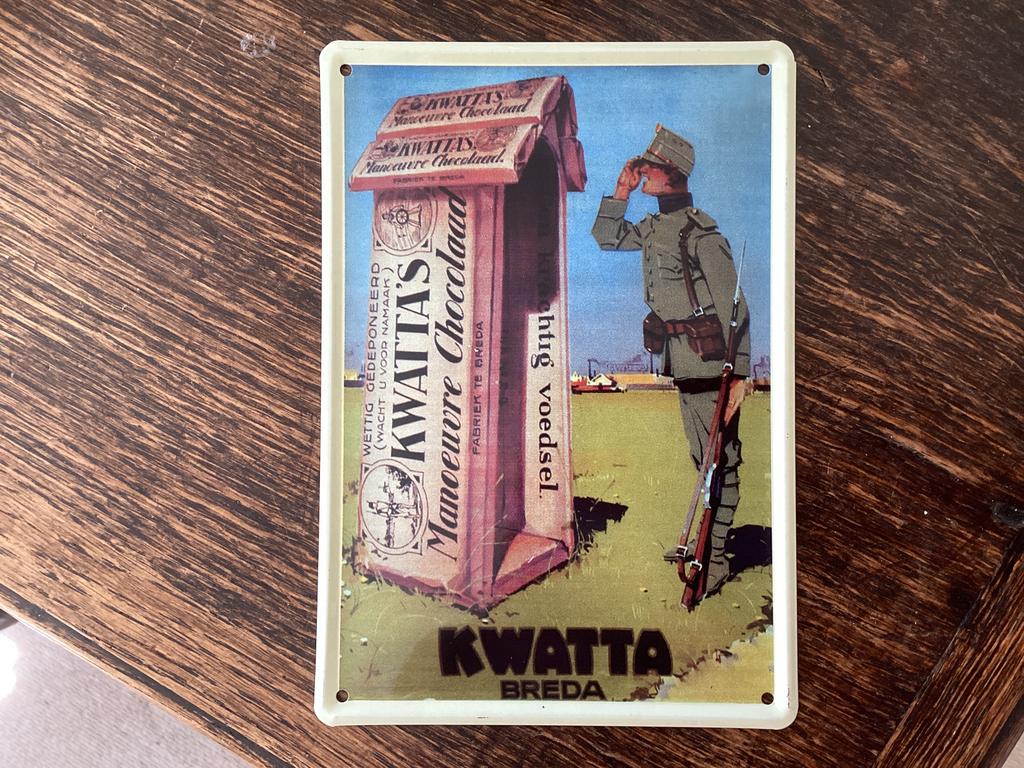 KWATTA'S
Manoeuvre Chocolaad
KWATTA'S.
Manoeuvre Chocolaad.
FABRIEK TE BREDA
WETTIG GEDEPONEERD
(WACHT U VOOR NAMAAK.)
KWATTA'S
Manoeuvre Chocolaad
FABRIEK TE BREDA
voedsel.
KWATTA
BREDA